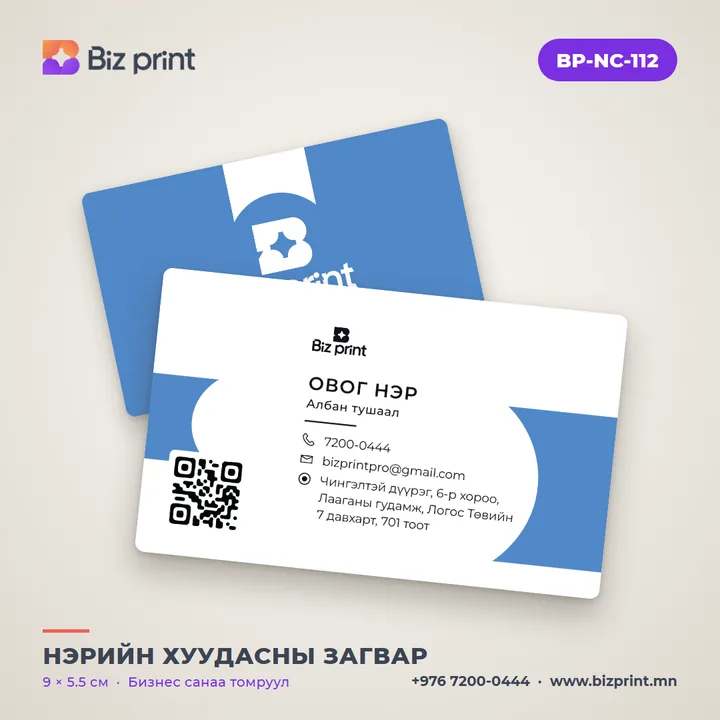 Biz print
BP-NC-112
print
Biz print
ОВОГ НЭР
Албан тушаал
7200-0444
bizprintpro@gmail.com
Чингэлтэй дүүрэг, 6-р хороо,
Лааганы гудамж, Логос Төвийн
7 давхарт, 701 тоот
НЭРИЙН ХУУДАСНЫ ЗАГВАР
9 × 5.5 см · Бизнес санаа томруул
+976 7200-0444 · www.bizprint.mn